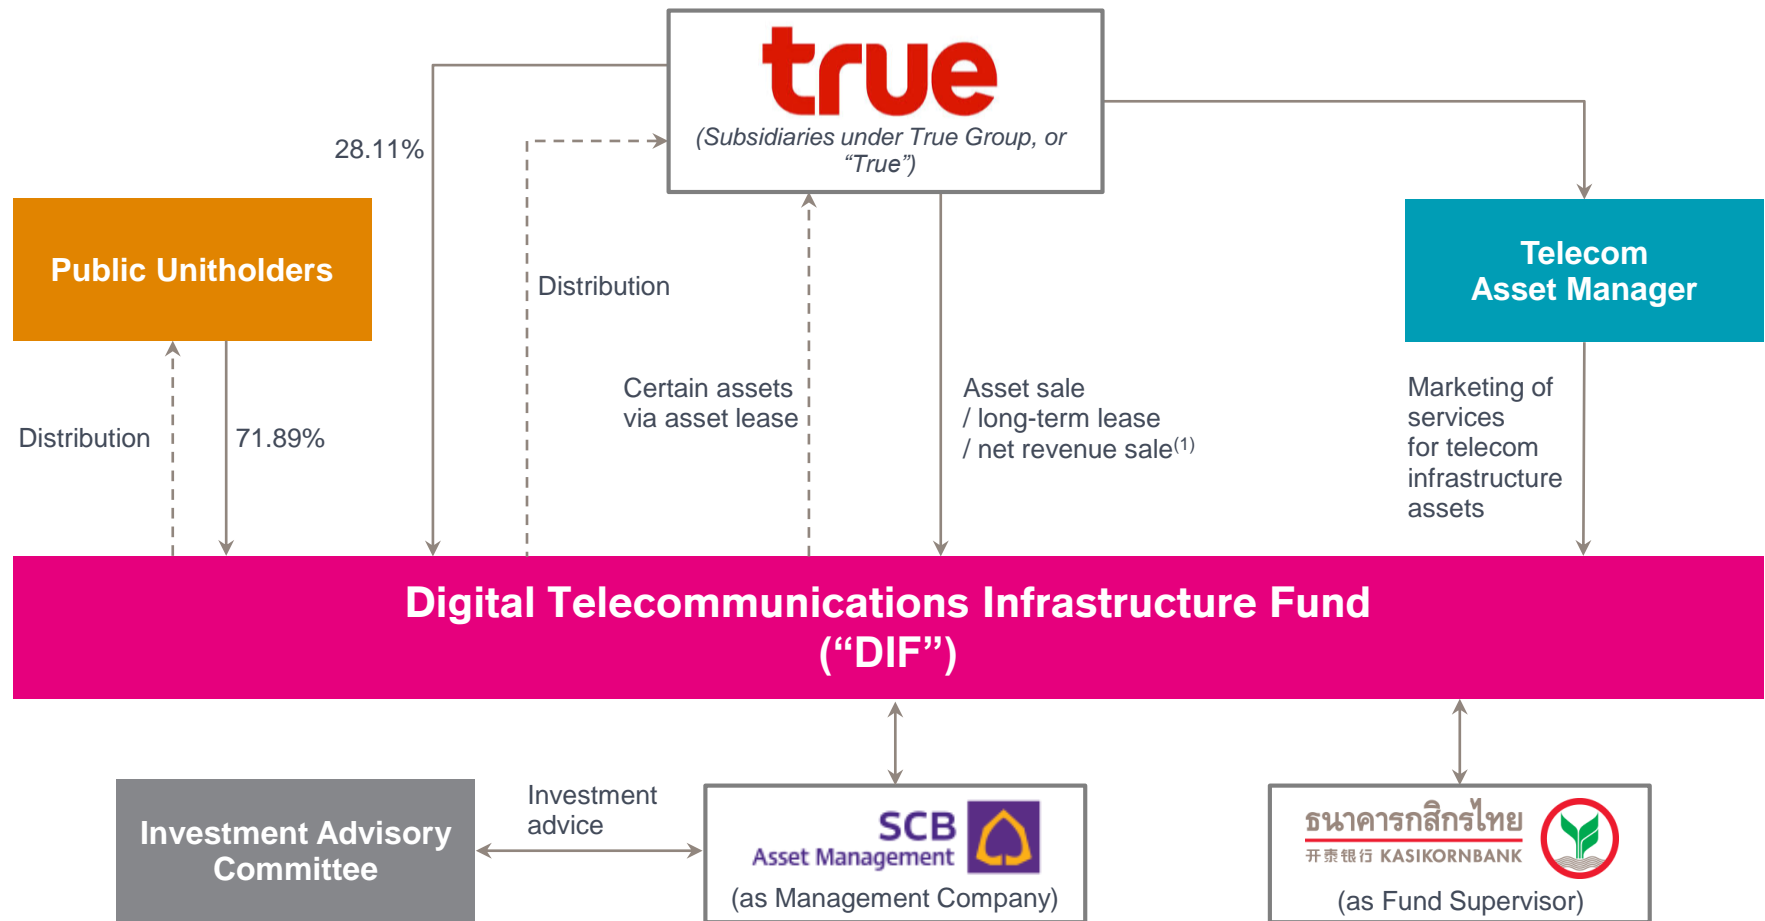 true
(Subsidiaries under True Group, or
“True”)
28.11%
Public Unitholders
Telecom
Asset Manager
Distribution
Distribution
71.89%
Certain assets
via asset lease
Asset sale
/ long-term lease
/ net revenue sale(1)
Marketing of
services
for telecom
infrastructure
assets
Digital Telecommunications Infrastructure Fund
(“DIF”)
Investment Advisory
Committee
Investment
advice
SCB
Asset Management
(as Management Company)
ธนาคารกสิกรไทย
开泰银行 KASIKORNBANK
(as Fund Supervisor)